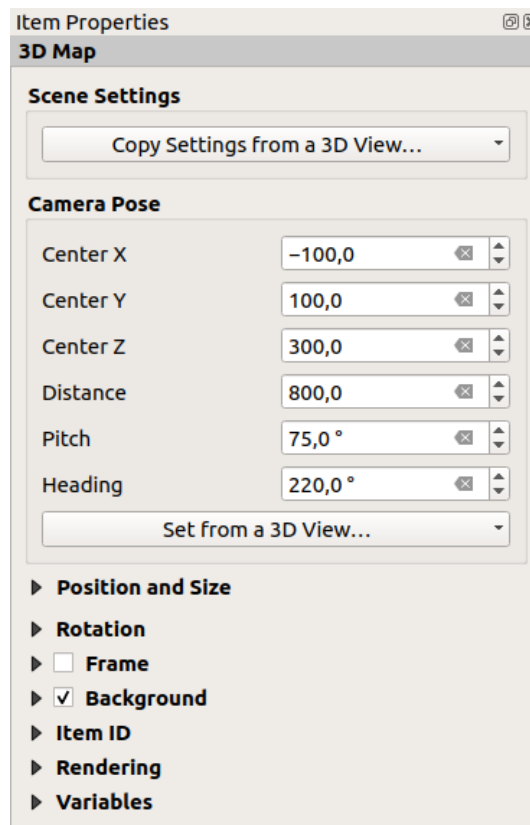 Item Properties
3D Map
Scene Settings
Copy Settings from a 3D View…
Camera Pose
Center X −100,0
Center Y 100,0
Center Z 300,0
Distance 800,0
Pitch 75,0 °
Heading 220,0 °
Set from a 3D View…
Position and Size
Rotation
Frame
Background
Item ID
Rendering
Variables